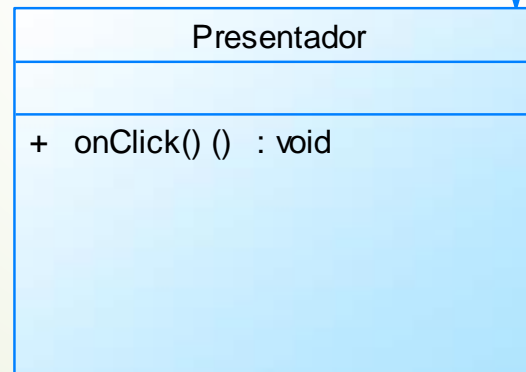 Presentador
+ onClick() () : void